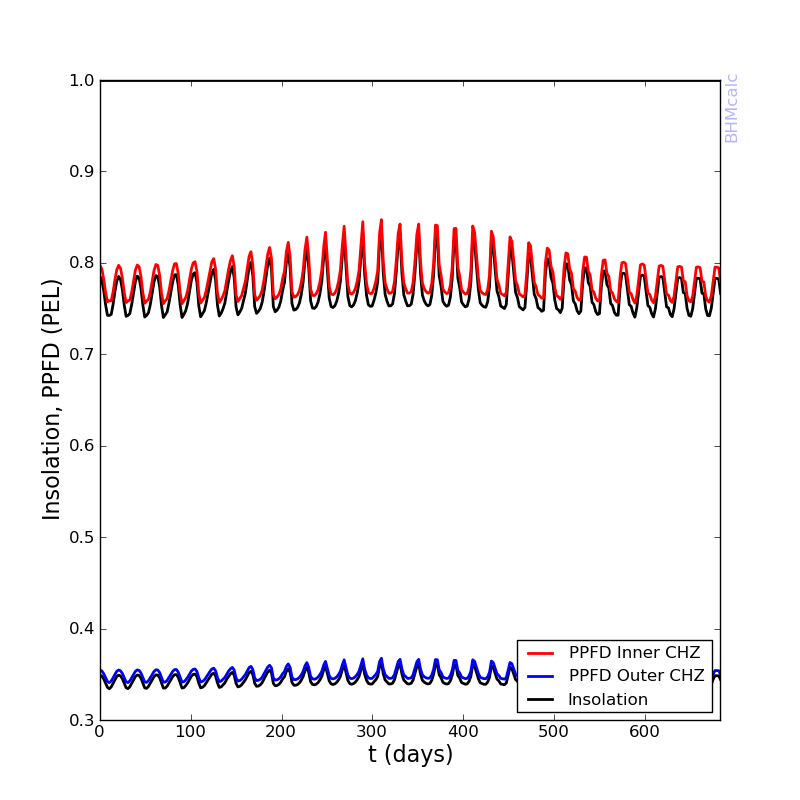 1.0
0.9
0.8
0.7
0.6
0.5
0.4
0.3
Insolation, PPFD (PEL)
BHMcalc
PPFD Inner CHZ
PPFD Outer CHZ
Insolation
0 100 200 300 400 500 600
t (days)